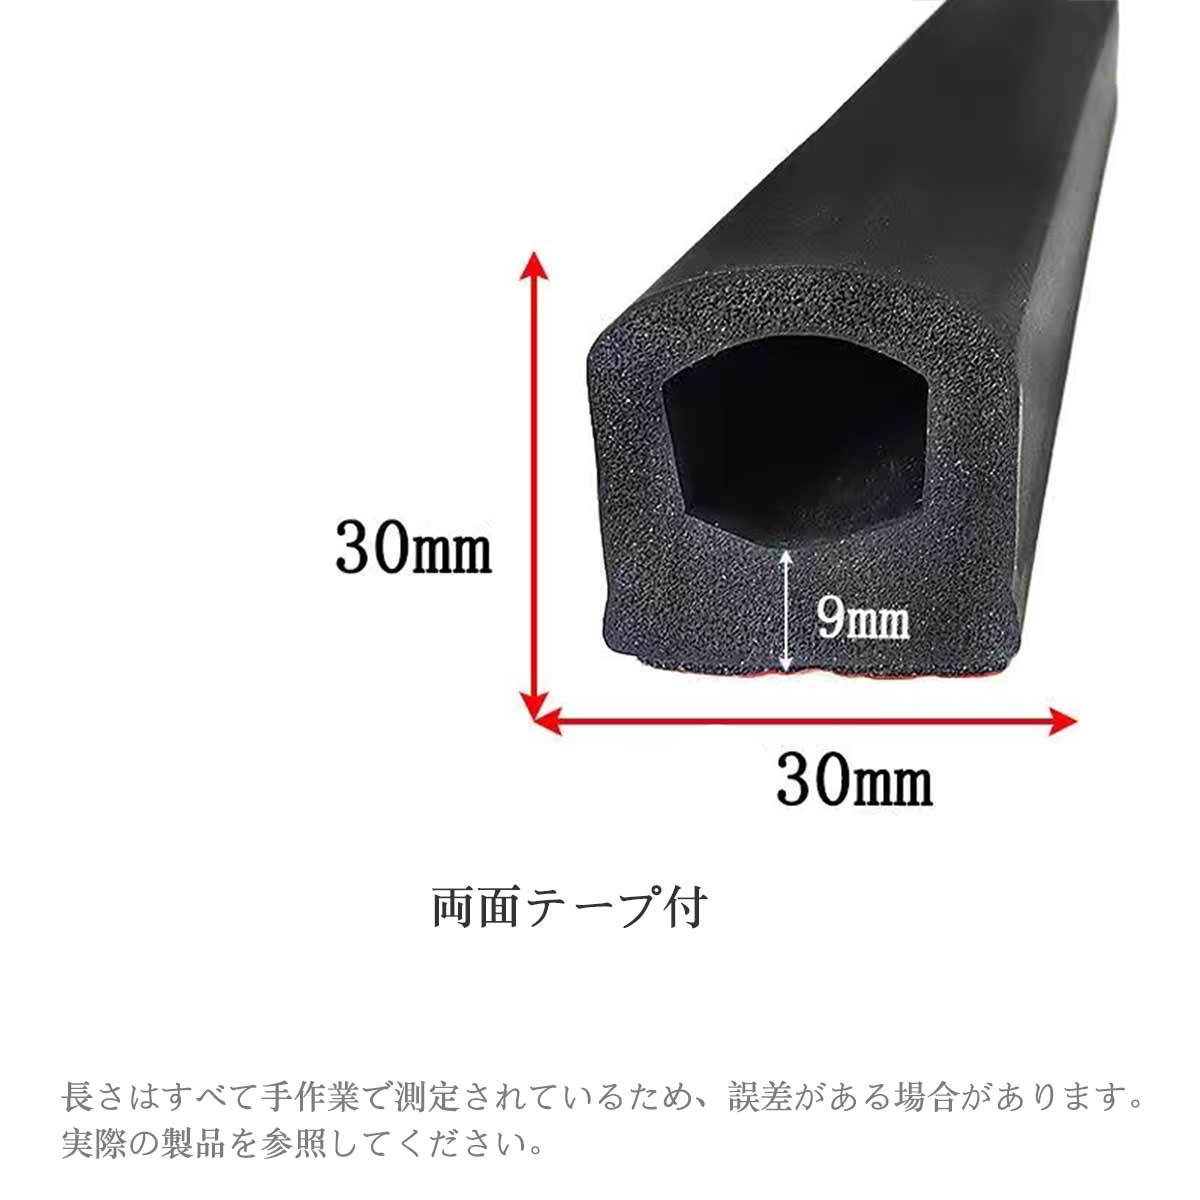 30mm
9mm
30mm
両面テープ付
長さはすべて手作業で測定されているため、誤差がある場合があります。
実際の製品を参照してください。